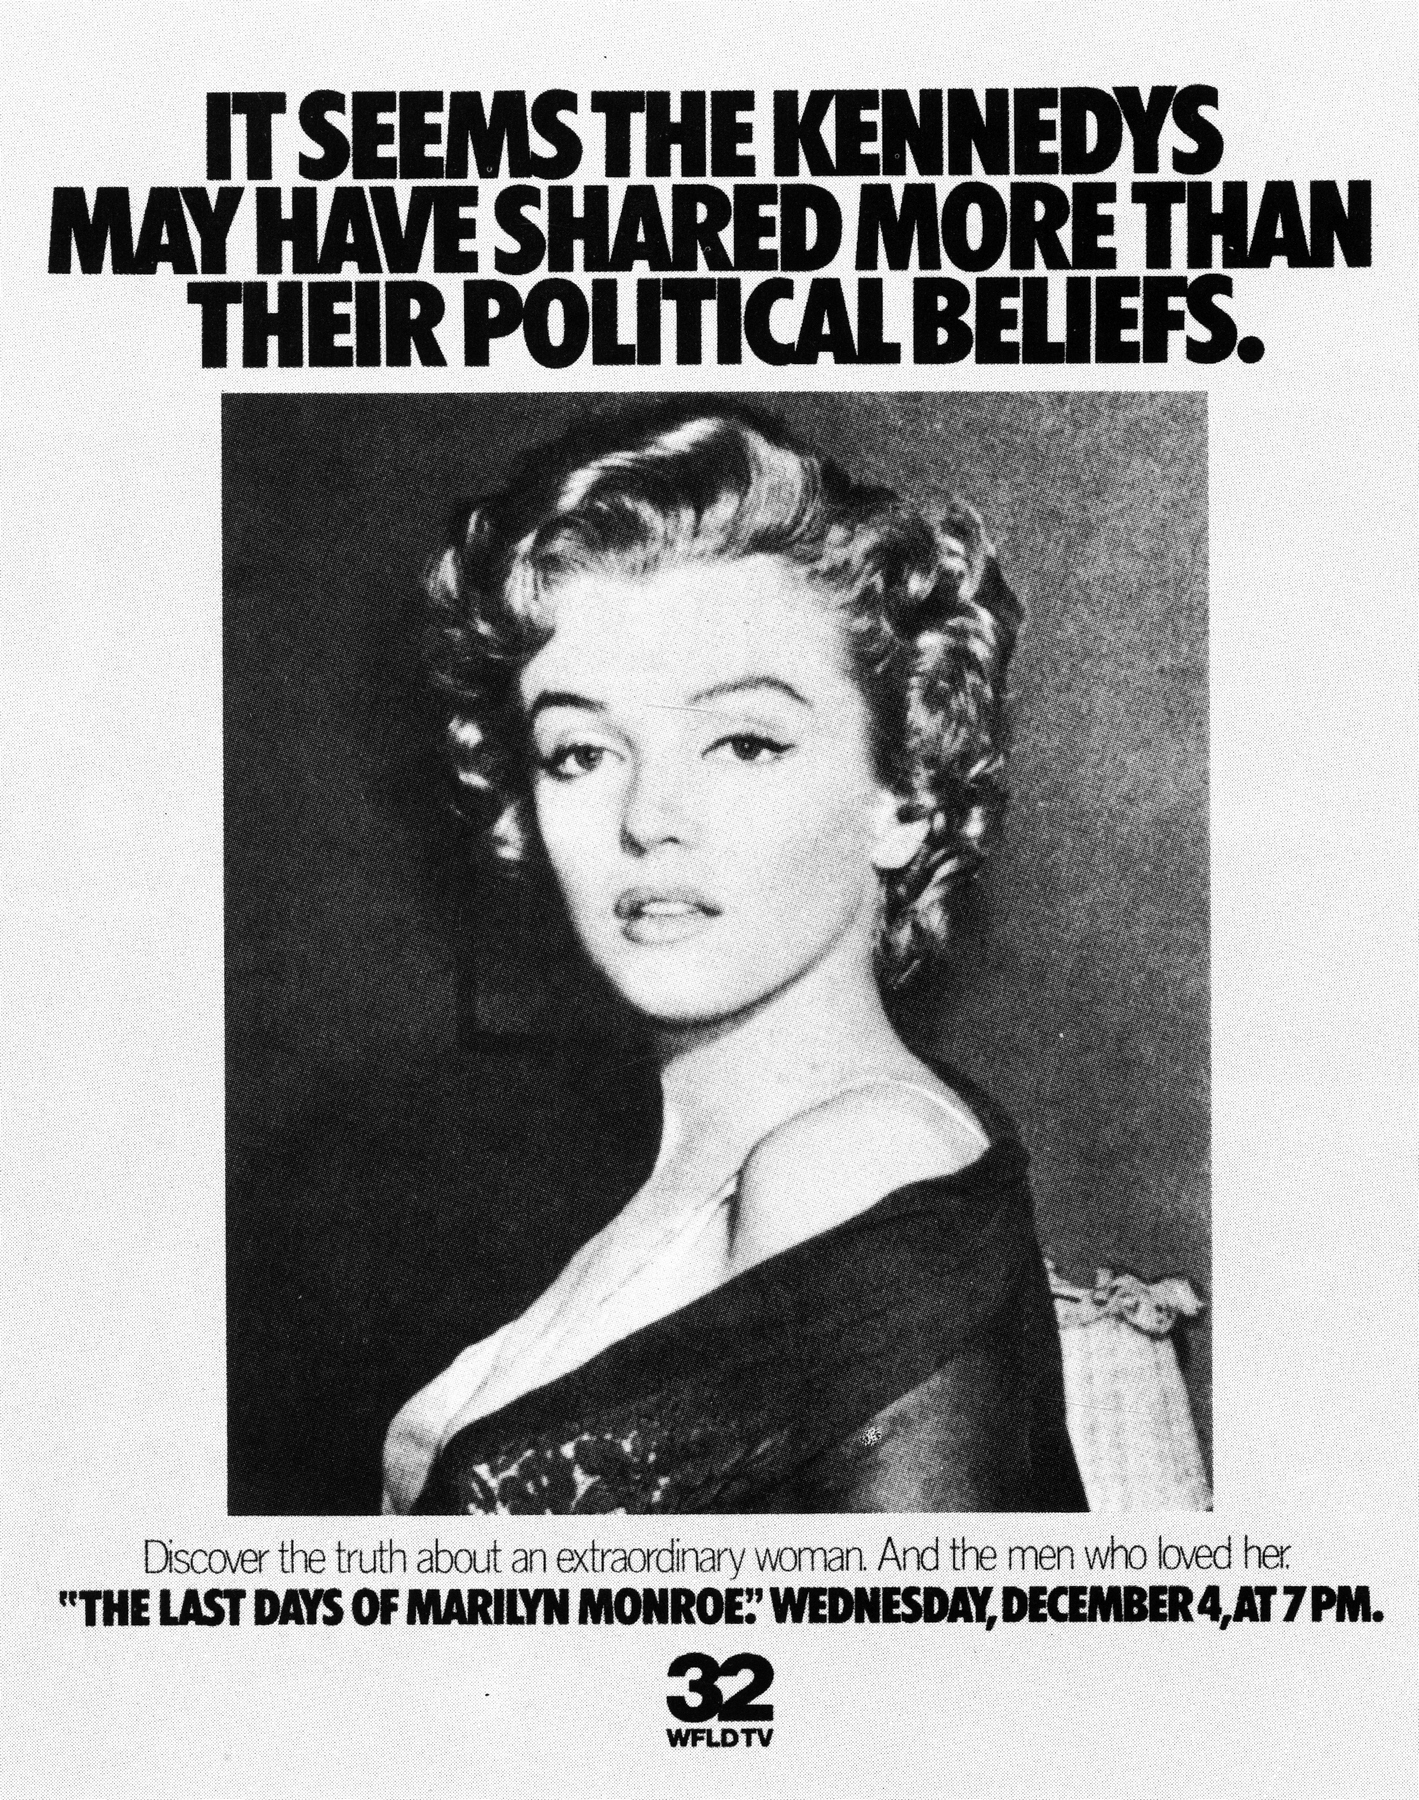 IT SEEMS THE KENNEDYS
MAY HAVE SHARED MORE THAN
THEIR POLITICAL BELIEFS.
Discover the truth about an extraordinary woman. And the men who loved her.
"THE LAST DAYS OF MARILYN MONROE." WEDNESDAY, DECEMBER 4, AT 7 PM.
32
WFLD TV